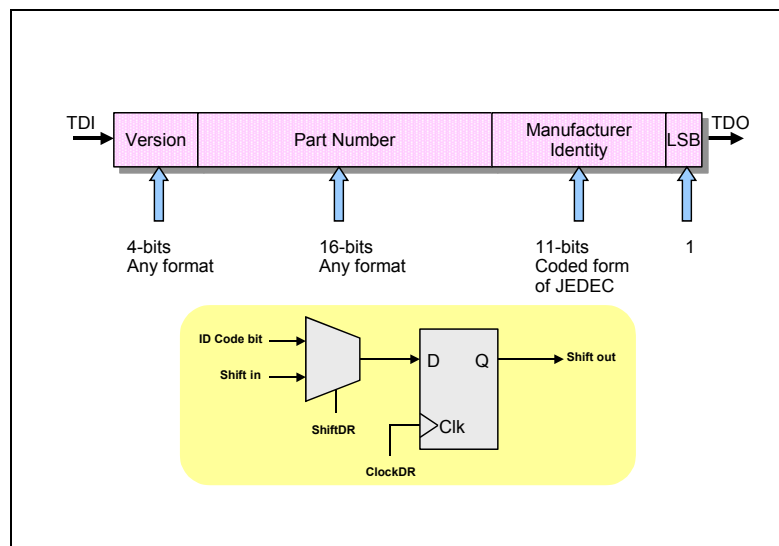 TDI
Version
Part Number
Manufacturer
Identity
LSB
TDO
4-bits
Any format
16-bits
Any format
11-bits
Coded form
of JEDEC
1
ID Code bit
Shift in
ShiftDR
D
Q
Clk
ClockDR
Shift out